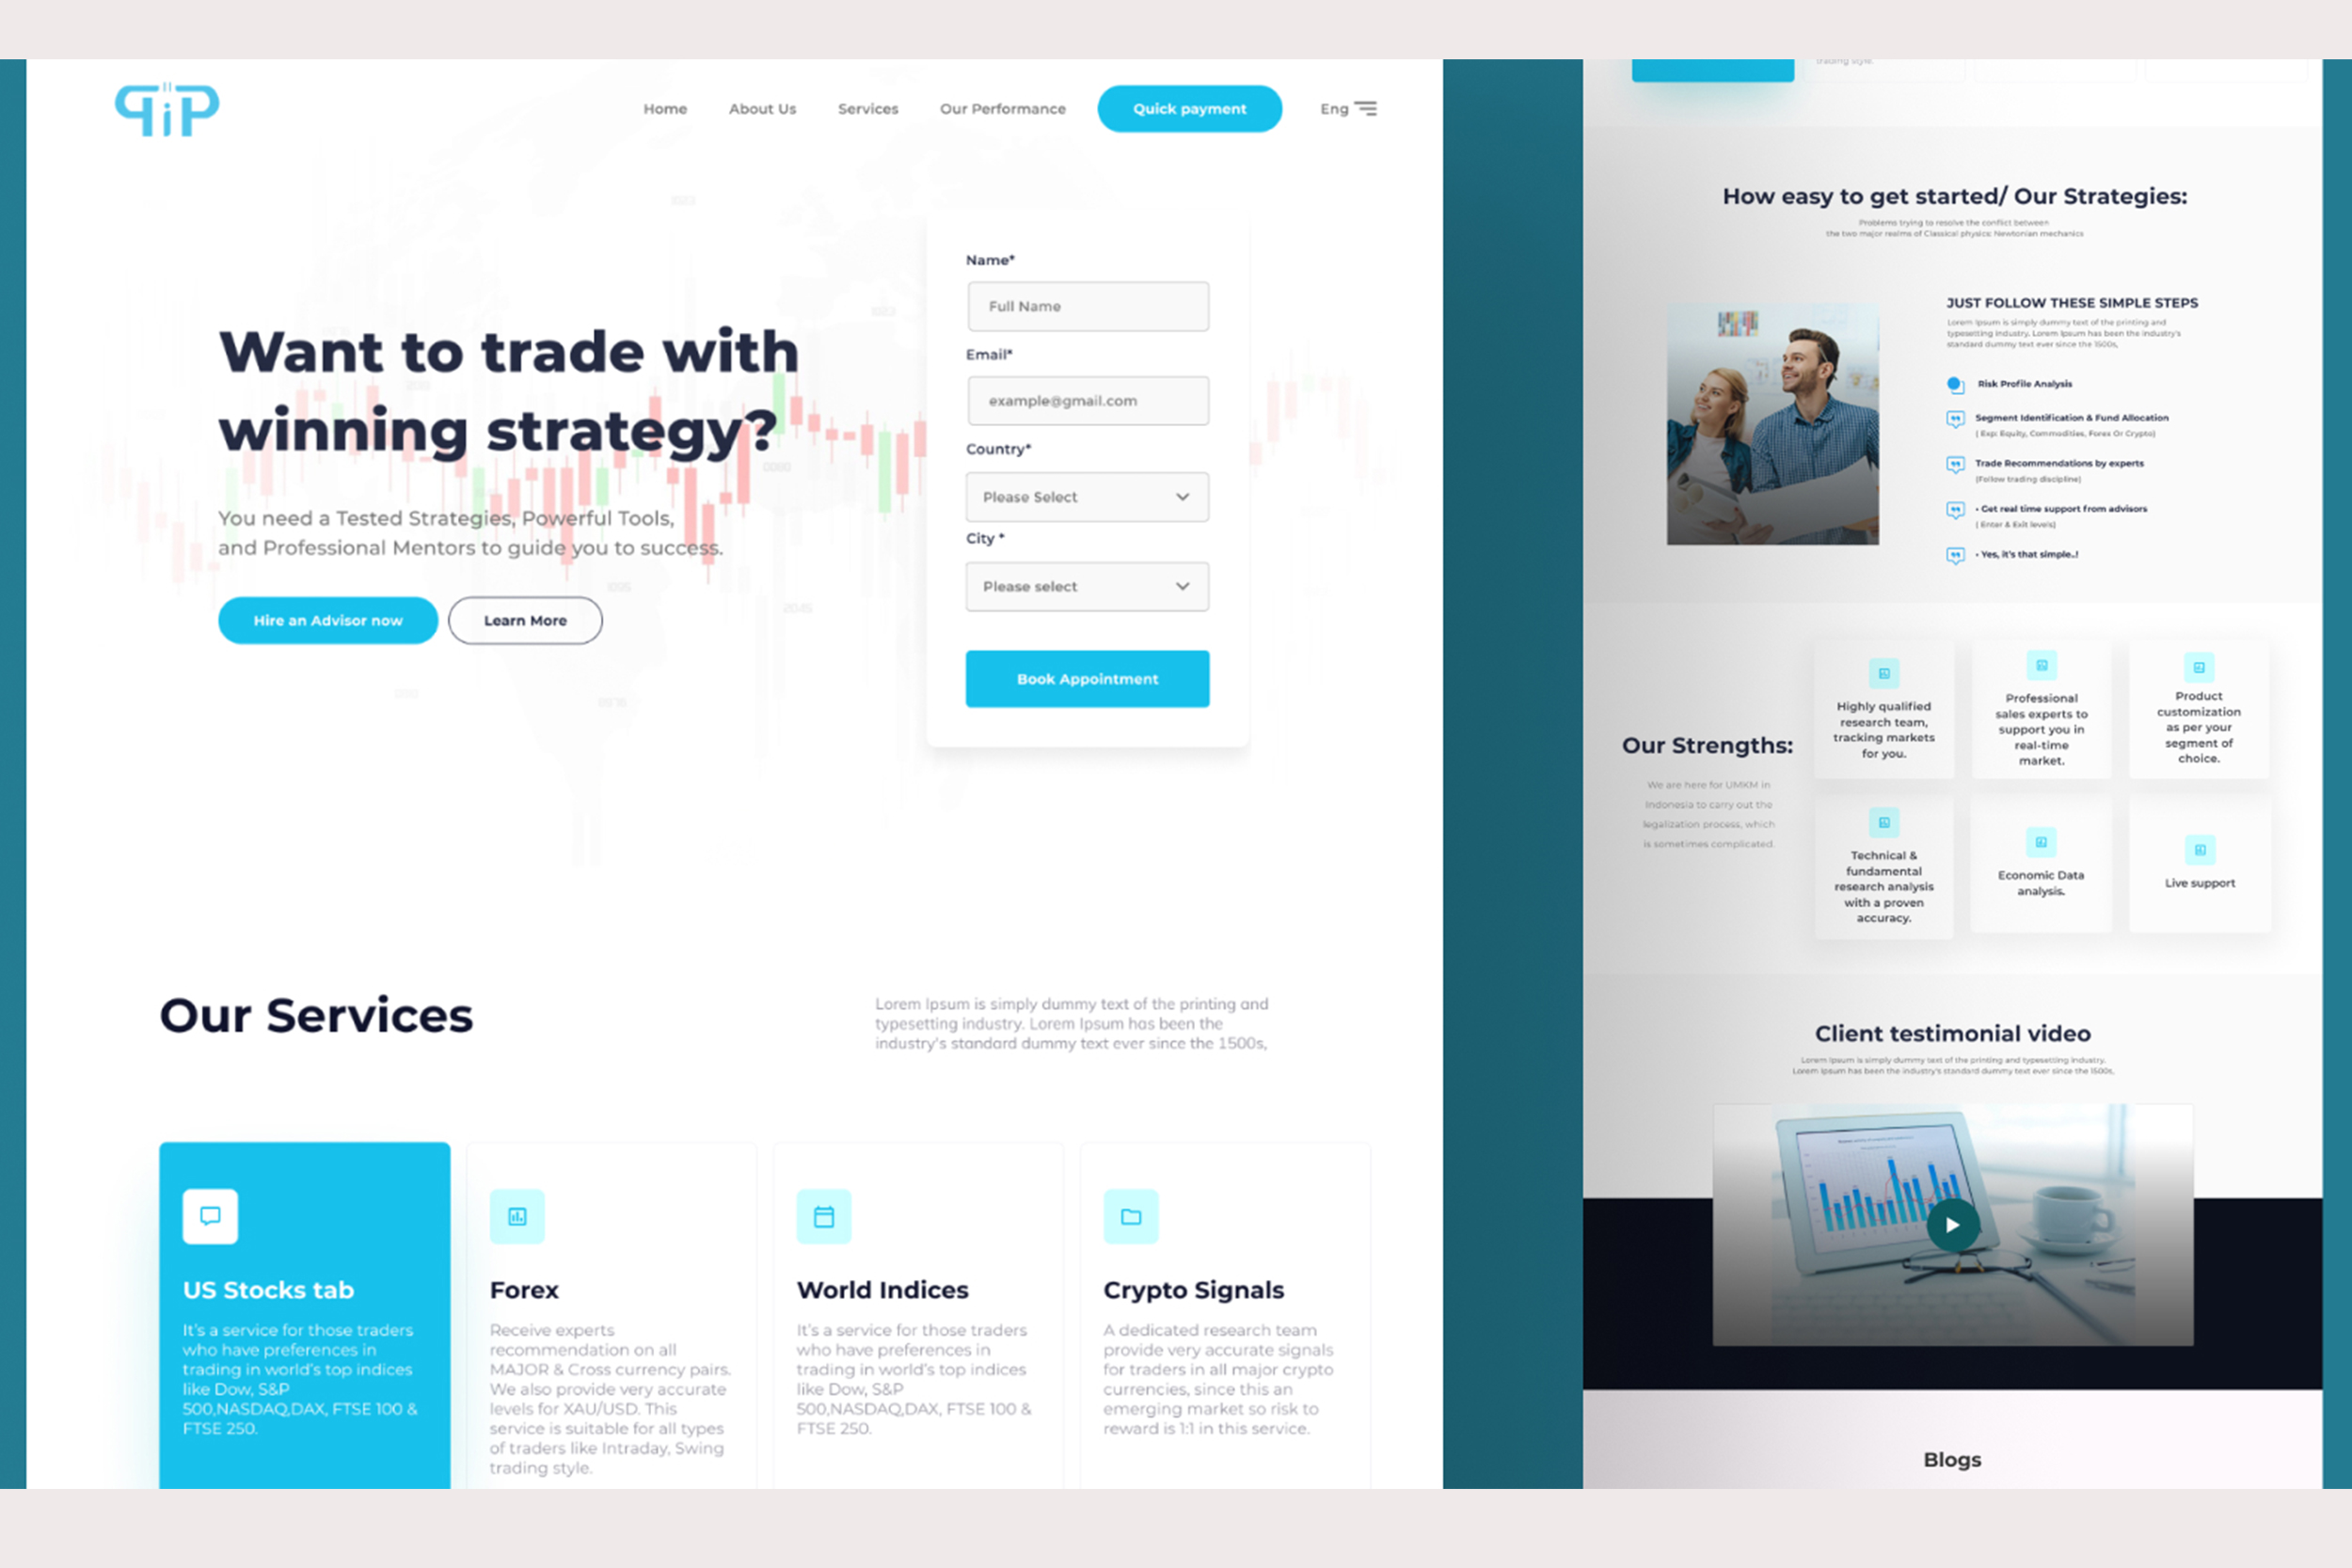 PiP
Home
About Us
Services
Our Performance
Quick payment
Eng
Want to trade with
winning strategy?
You need a Tested Strategies, Powerful Tools,
and Professional Mentors to guide you to success.
Hire an Advisor now
Learn More
Name*
Full Name
Email*
example@gmail.com
Country*
Please Select
City *
Please select
Book Appointment
Our Services
Lorem Ipsum is simply dummy text of the printing and
typesetting industry. Lorem Ipsum has been the
industry's standard dummy text ever since the 1500s,
US Stocks tab
It's a service for those traders
who have preferences in
trading in world's top indices
like Dow, S&P
500,NASDAQ,DAX, FTSE 100 &
FTSE 250.
Forex
Receive experts
recommendation on all
MAJOR & Cross currency pairs.
We also provide very accurate
levels for XAU/USD. This
service is suitable for all types
of traders like Intraday, Swing
trading style.
World Indices
It's a service for those traders
who have preferences in
trading in world's top indices
like Dow, S&P
500,NASDAQ,DAX, FTSE 100 &
FTSE 250.
Crypto Signals
A dedicated research team
provide very accurate signals
for traders in all major crypto
currencies, since this an
emerging market so risk to
reward is 1:1 in this service.
trading style.
How easy to get started/ Our Strategies:
Problems trying to resolve the conflict between
the two major realms of Classical physics: Newtonian mechanics
JUST FOLLOW THESE SIMPLE STEPS
Lorem Ipsum is simply dummy text of the printing and
typesetting industry. Lorem Ipsum has been the industry's
standard dummy text ever since the 1500s,
Risk Profile Analysis
Segment Identification & Fund Allocation
( Exp: Equity, Commodities, Forex Or Crypto)
Trade Recommendations by experts
(Follow trading discipline)
• Get real time support from advisors
( Enter & Exit levels)
• Yes, it's that simple..!
Our Strengths:
We are here for UMKM in
Indonesia to carry out the
legalization process, which
is sometimes complicated.
Highly qualified
research team,
tracking markets
for you.
Professional
sales experts to
support you in
real-time
market.
Product
customization
as per your
segment of
choice.
Technical &
fundamental
research analysis
with a proven
accuracy.
Economic Data
analysis.
Live support
Client testimonial video
Lorem Ipsum is simply dummy text of the printing and typesetting industry.
Lorem Ipsum has been the industry's standard dummy text ever since the 1500s,
Blogs